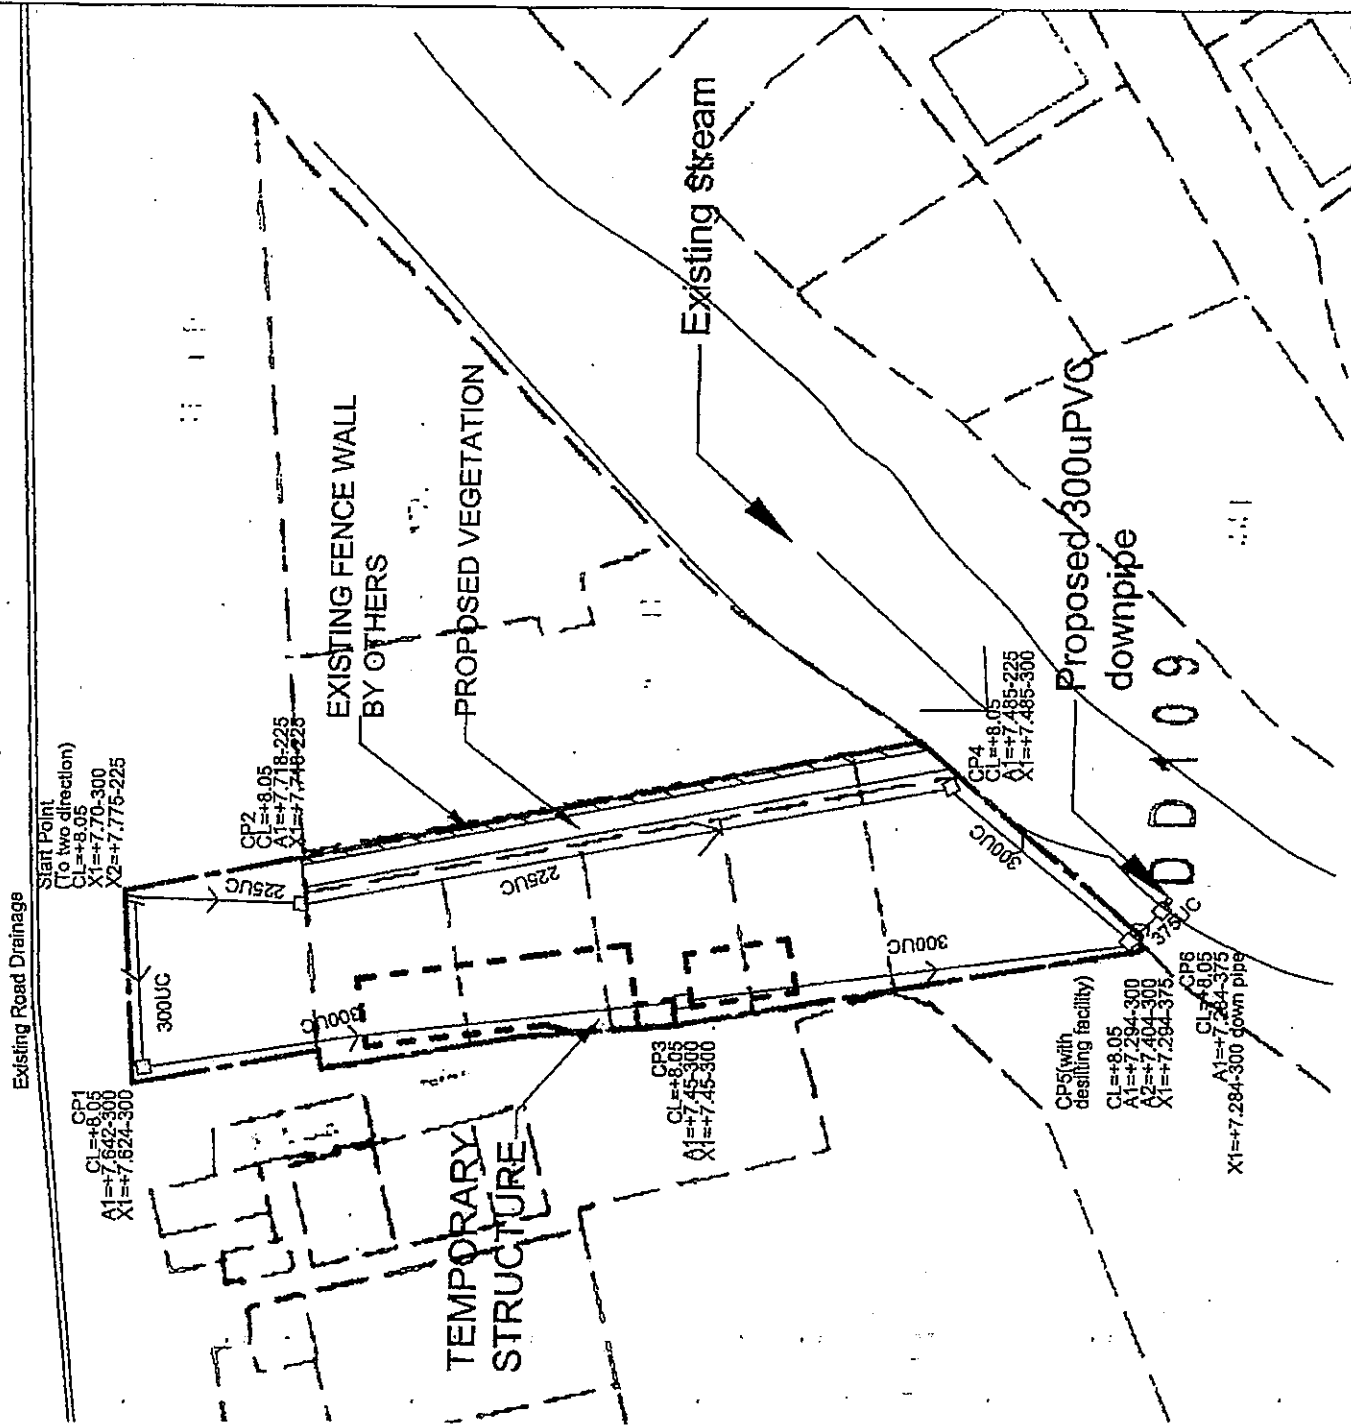 Existing Road Drainage
Start Point
(To two direction)
CL=+8.05
X1=+7.70-300
X2=+7.775-225
CP2
CL=+8.05
A1=+7.718-225
X1=+7.718-225
EXISTING FENCE WALL
BY OTHERS
PROPOSED VEGETATION
Existing Stream
Proposed 300uPVC
downpipe
D D 109
CP4
CL=+8.05
A1=+7.485-225
X1=+7.485-300
225UC
225UC
300UC
300UC
300UC
300UC
375UC
CP1
CL=+8.05
A1=+7.642-300
X1=+7.624-300
TEMPORARY
STRUCTURE
CP3
CL=+8.05
A1=+7.45-300
X1=+7.45-300
CP5(with
desilting facility)
CL=+8.05
A1=+7.294-300
A2=+7.404-300
X1=+7.294-375
CP6
CL=+8.05
A1=+7.284-375
X1=+7.284-300 down pipe